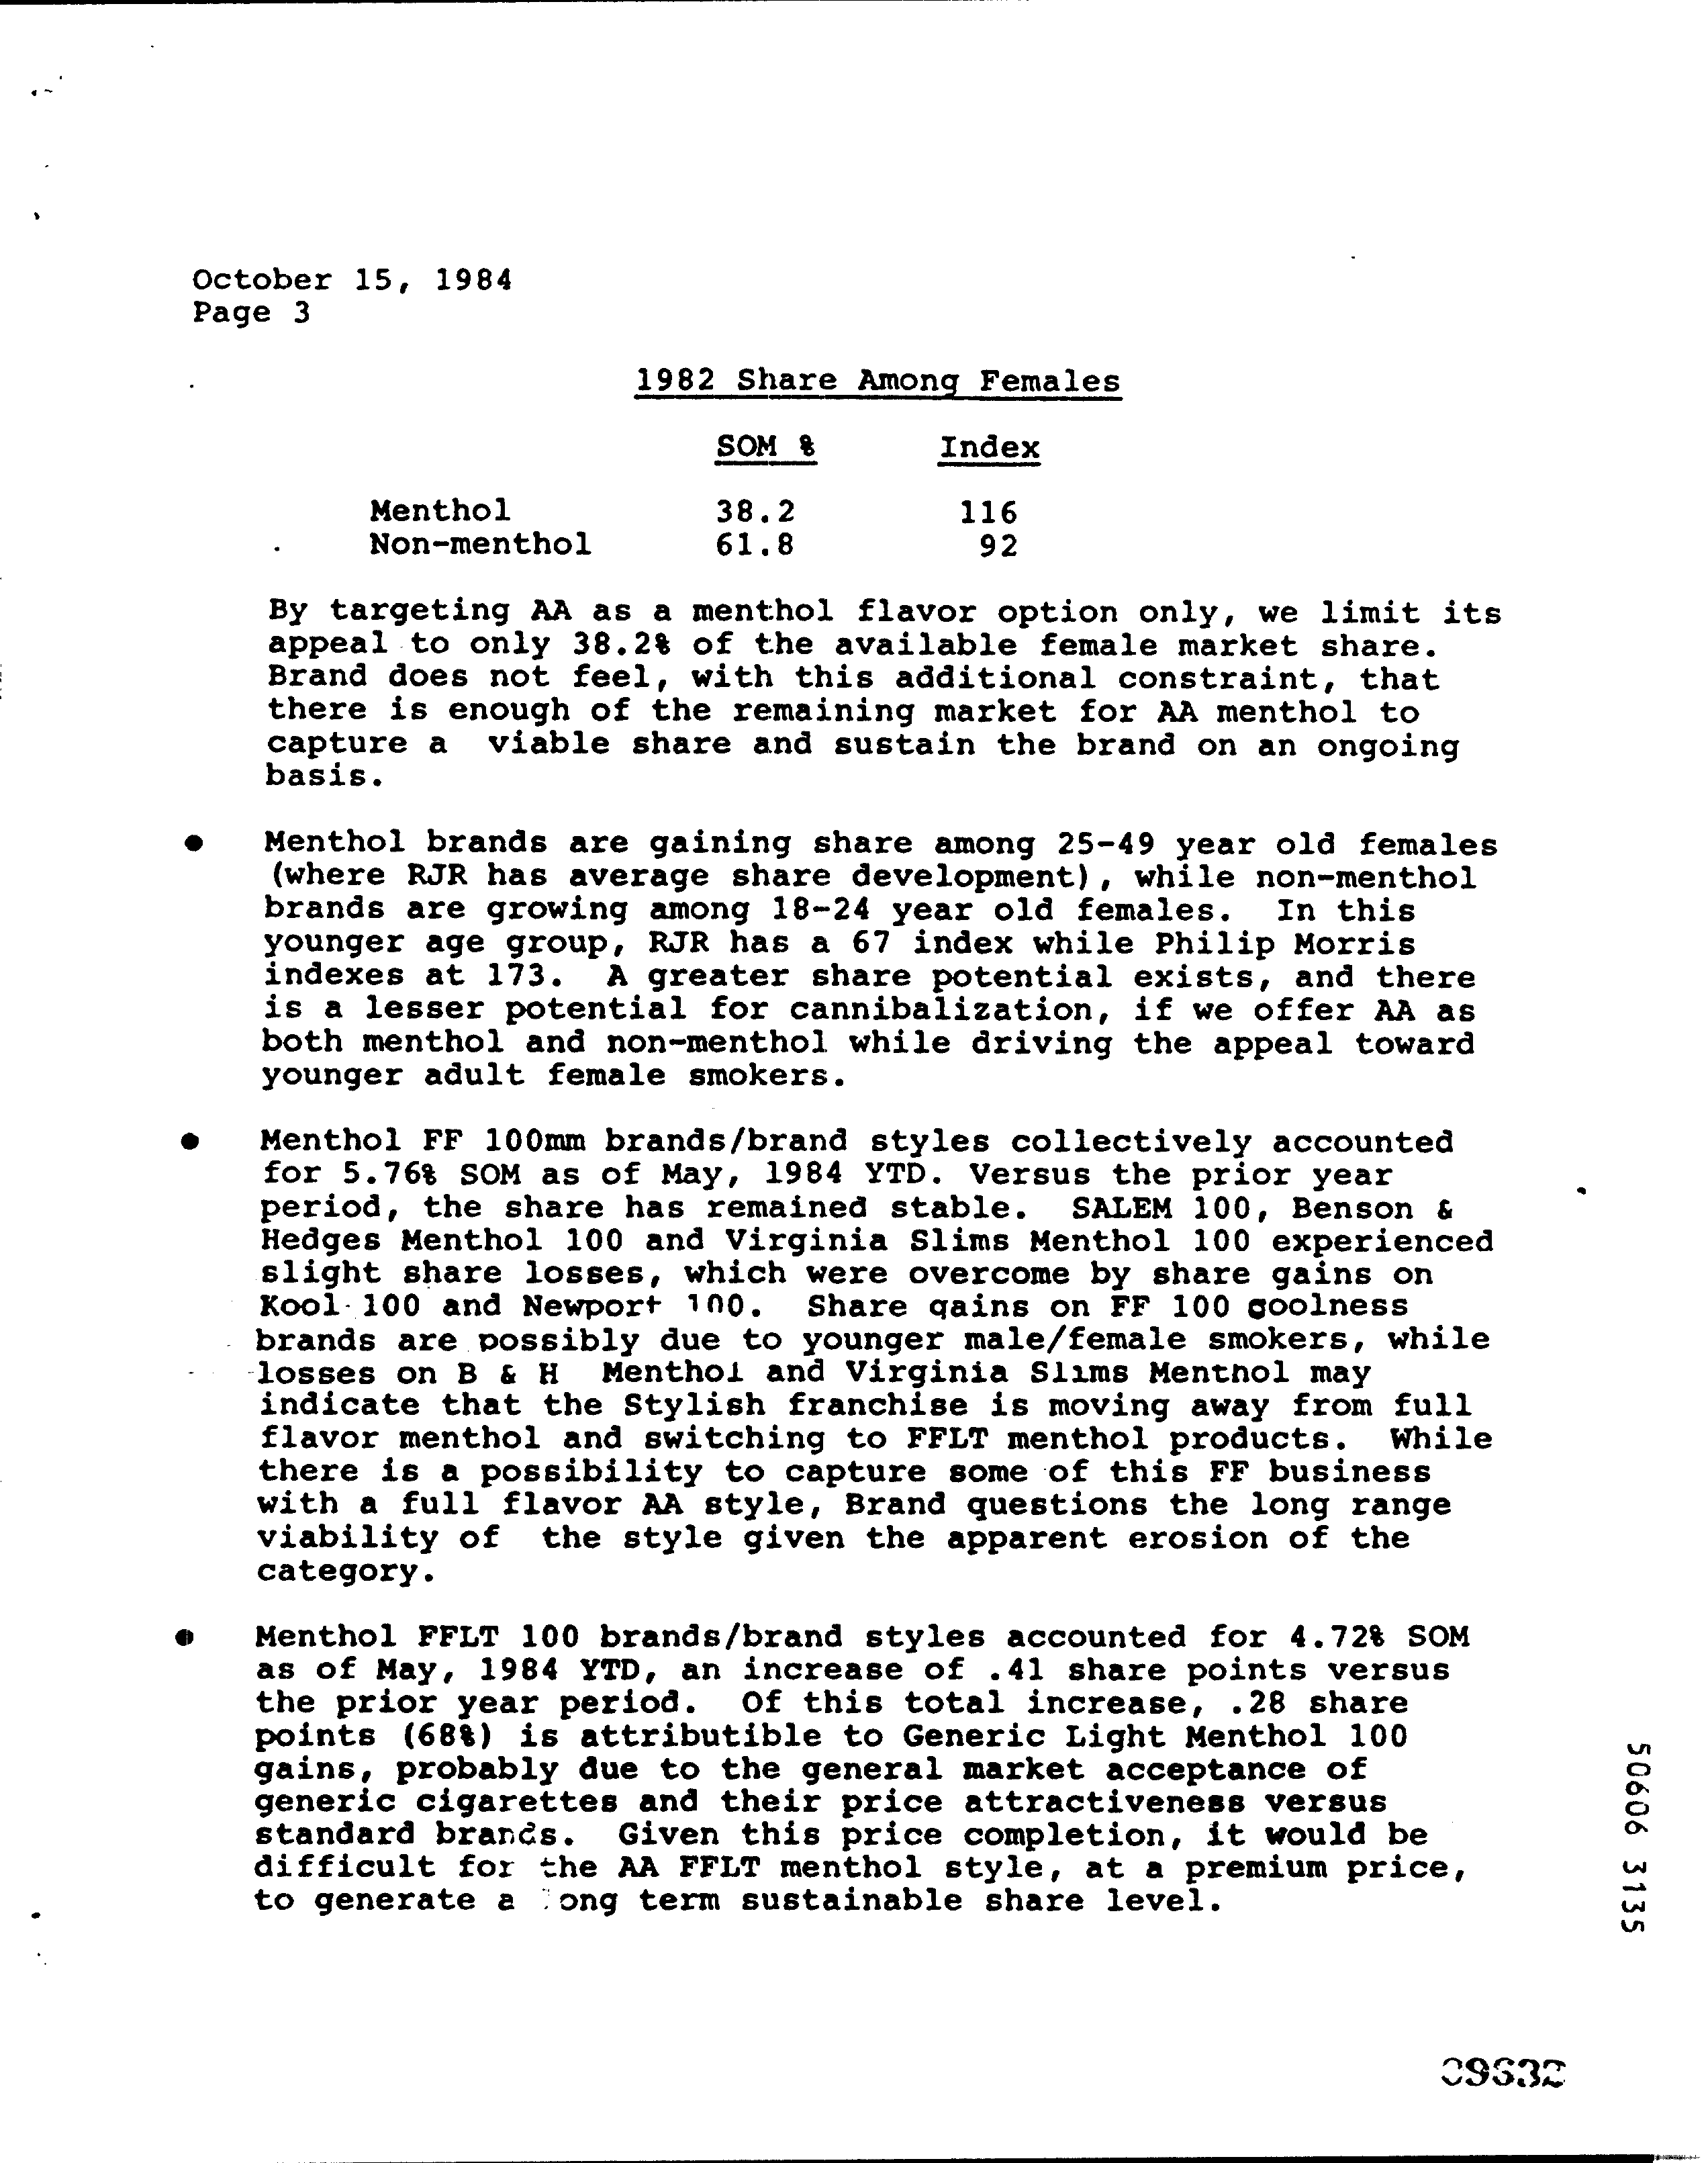 October 15, 1984
Page 3
1982 Share Among Females
SOM % Index
Menthol 38.2 116
Non-menthol 61.8 92
By targeting AA as a menthol flavor option only, we limit its
appeal to only 38.2% of the available female market share.
Brand does not feel, with this additional constraint, that
there is enough of the remaining market for AA menthol to
capture a viable share and sustain the brand on an ongoing
basis.
● Menthol brands are gaining share among 25-49 year old females
(where RJR has average share development), while non-menthol
brands are growing among 18-24 year old females. In this
younger age group, RJR has a 67 index while Philip Morris
indexes at 173. A greater share potential exists, and there
is a lesser potential for cannibalization, if we offer AA as
both menthol and non-menthol while driving the appeal toward
younger adult female smokers.
● Menthol FF 100mm brands/brand styles collectively accounted
for 5.76% SOM as of May, 1984 YTD. Versus the prior year
period, the share has remained stable. SALEM 100, Benson &
Hedges Menthol 100 and Virginia Slims Menthol 100 experienced
slight share losses, which were overcome by share gains on
Kool 100 and Newport 100. Share gains on FF 100 coolness
brands are possibly due to younger male/female smokers, while
losses on B & H Menthol and Virginia Slims Menthol may
indicate that the Stylish franchise is moving away from full
flavor menthol and switching to FFLT menthol products. While
there is a possibility to capture some of this FF business
with a full flavor AA style, Brand questions the long range
viability of the style given the apparent erosion of the
category.
● Menthol FFLT 100 brands/brand styles accounted for 4.72% SOM
as of May, 1984 YTD, an increase of .41 share points versus
the prior year period. Of this total increase, .28 share
points (68%) is attributible to Generic Light Menthol 100
gains, probably due to the general market acceptance of
generic cigarettes and their price attractiveness versus
standard brands. Given this price completion, it would be
difficult for the AA FFLT menthol style, at a premium price,
to generate a long term sustainable share level.
50606 3135